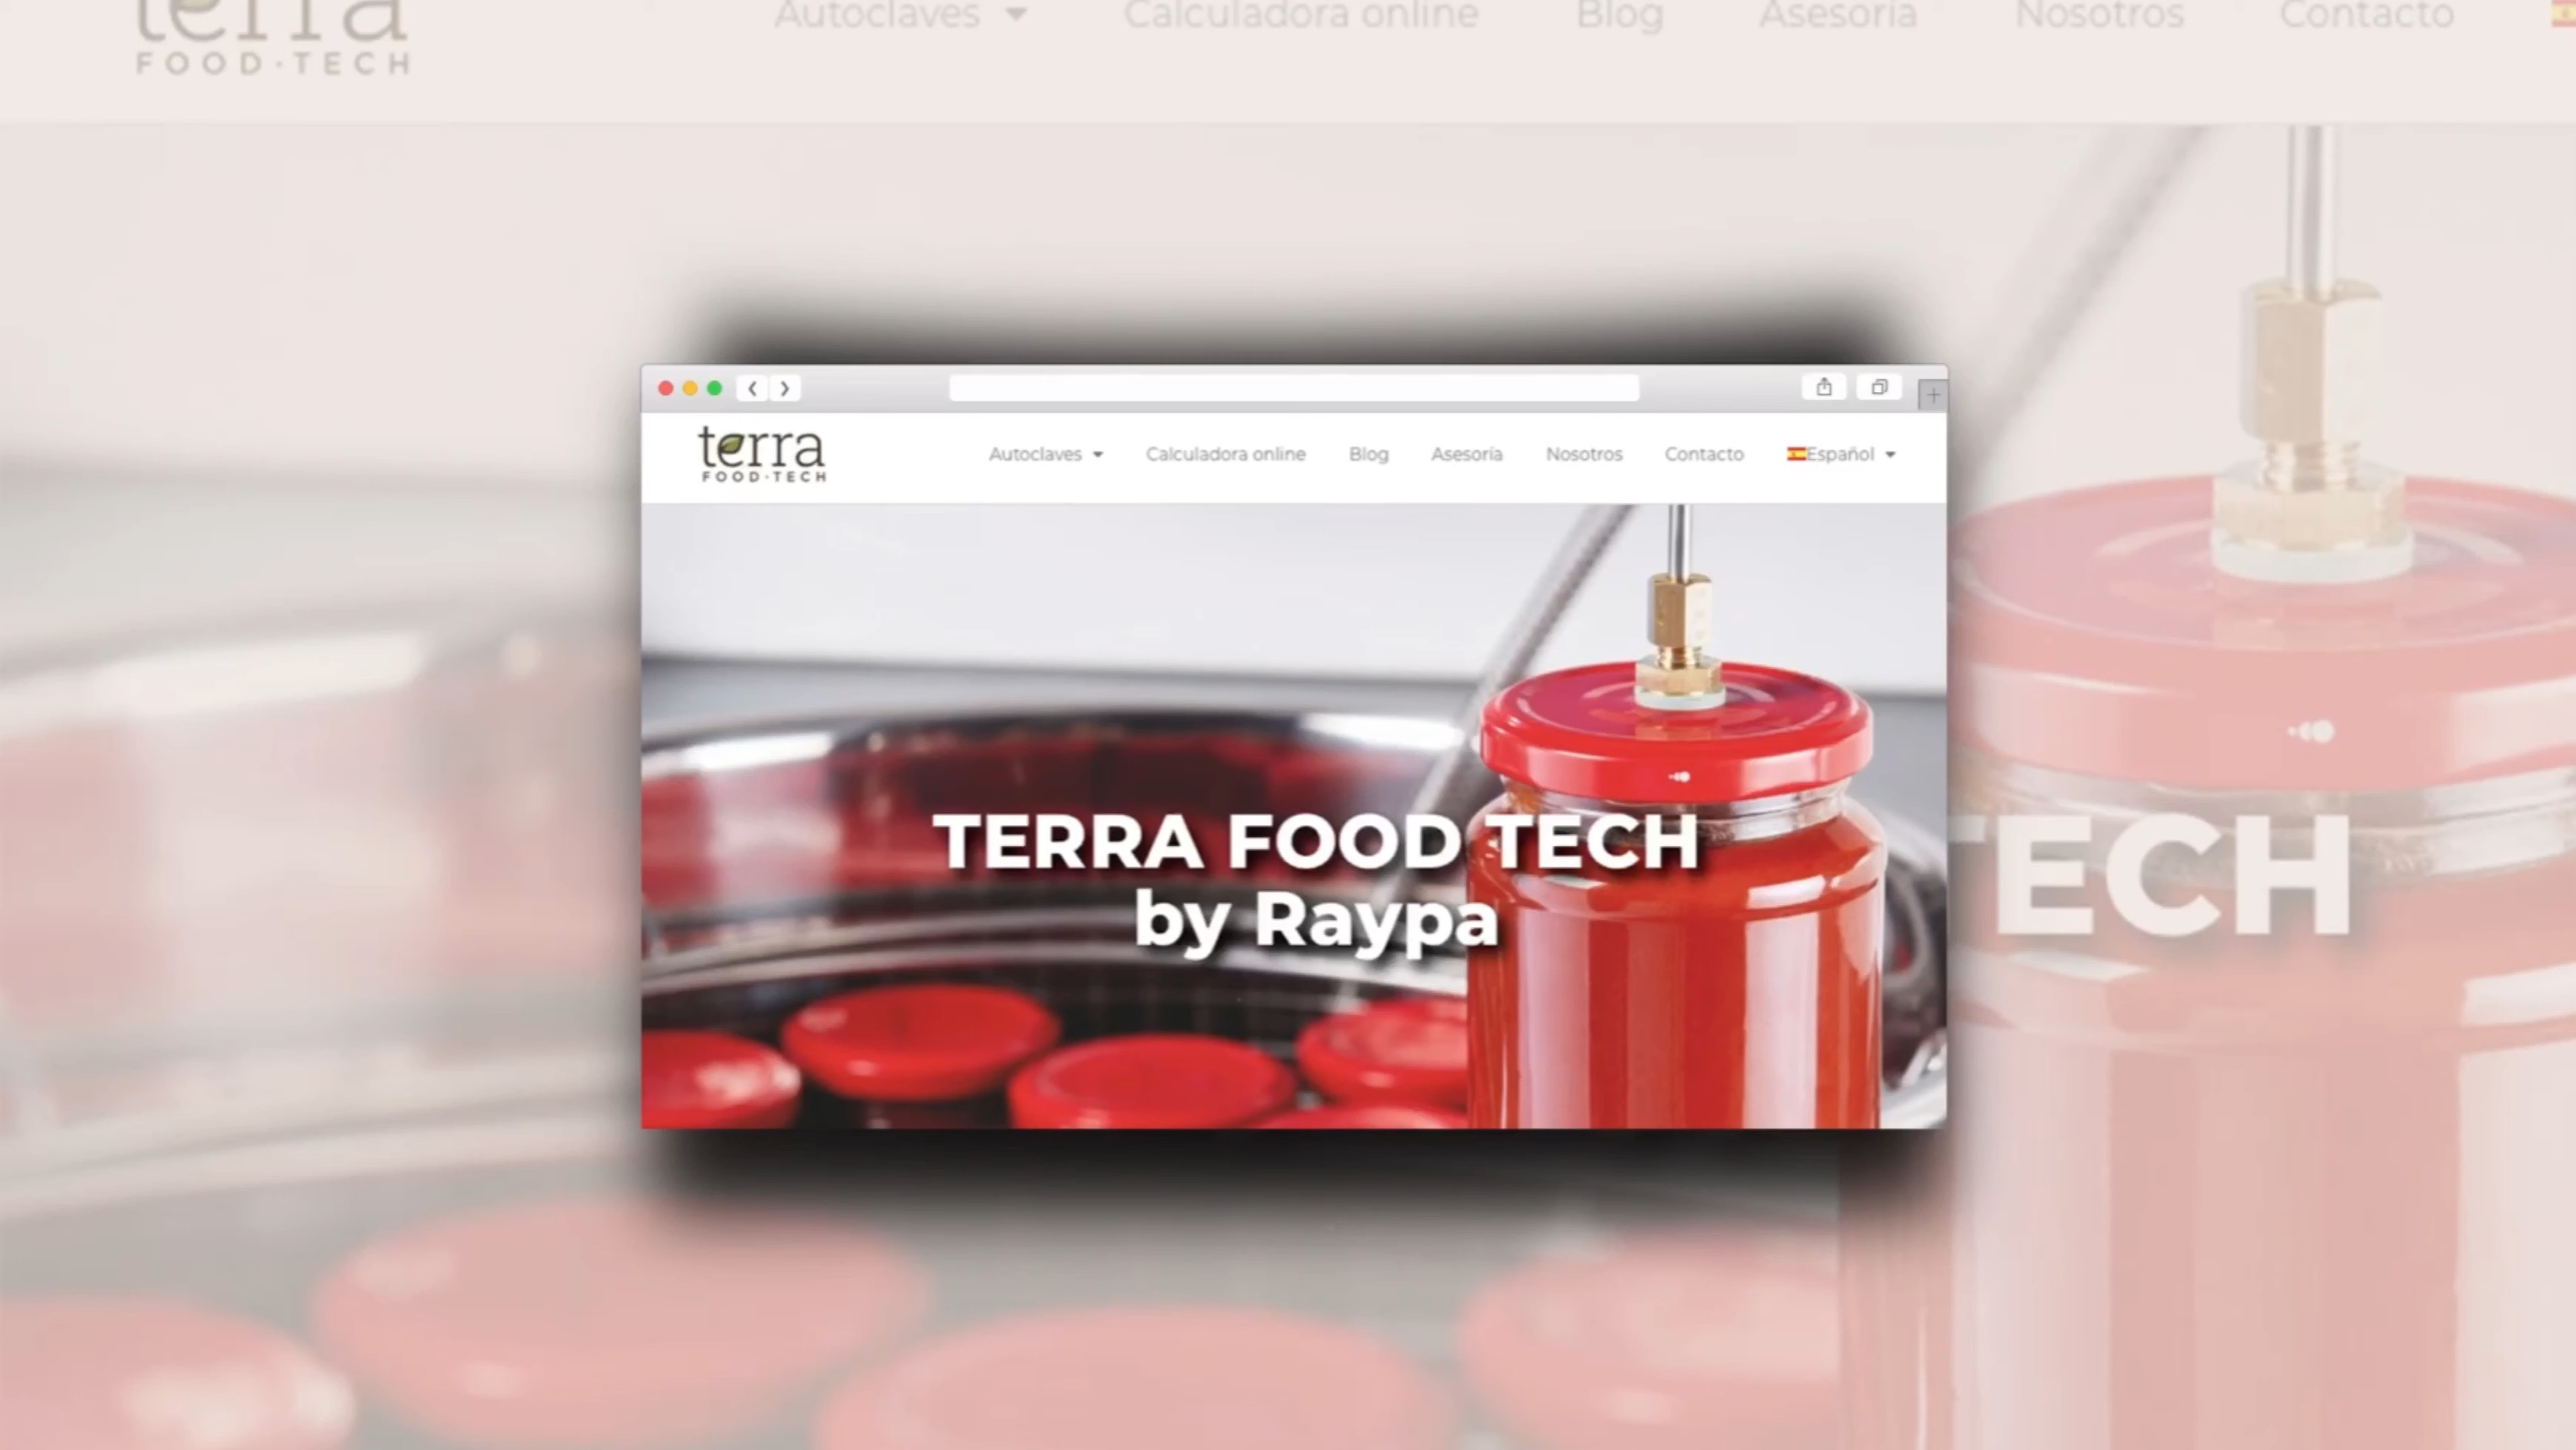 terra
FOOD·TECH
Autoclaves
Calculadora online
Blog
Asesoría
Nosotros
Contacto
terra
FOOD·TECH
Autoclaves
Calculadora online
Blog
Asesoría
Nosotros
Contacto
Español
TERRA FOOD TECH
by Raypa
TECH